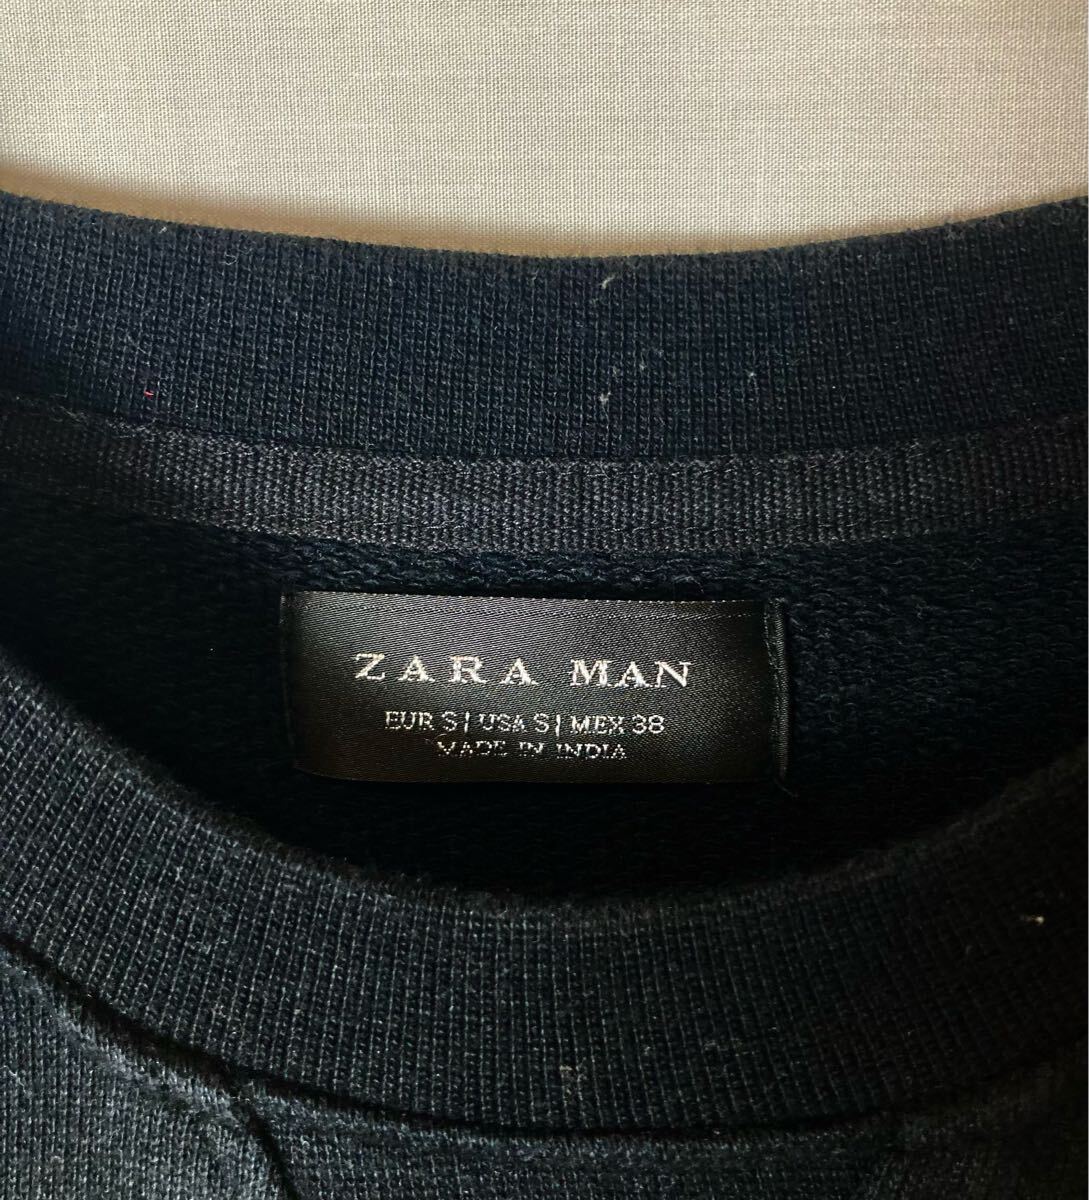 ZARA MAN
EUR S | USA S | MEX 38
MADE IN INDIA